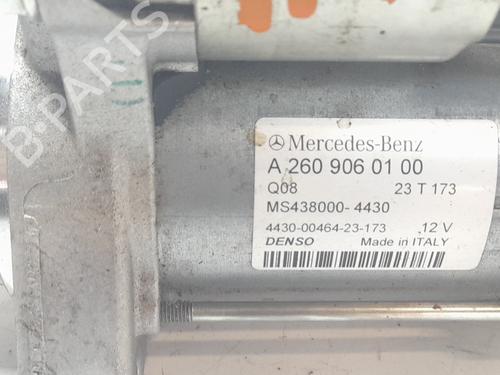 B-PARTS
Mercedes-Benz
A 260 906 01 00
Q08 23 T 173
MS438000- 4430
4430-00464-23-173 12 V
DENSO Made in ITALY